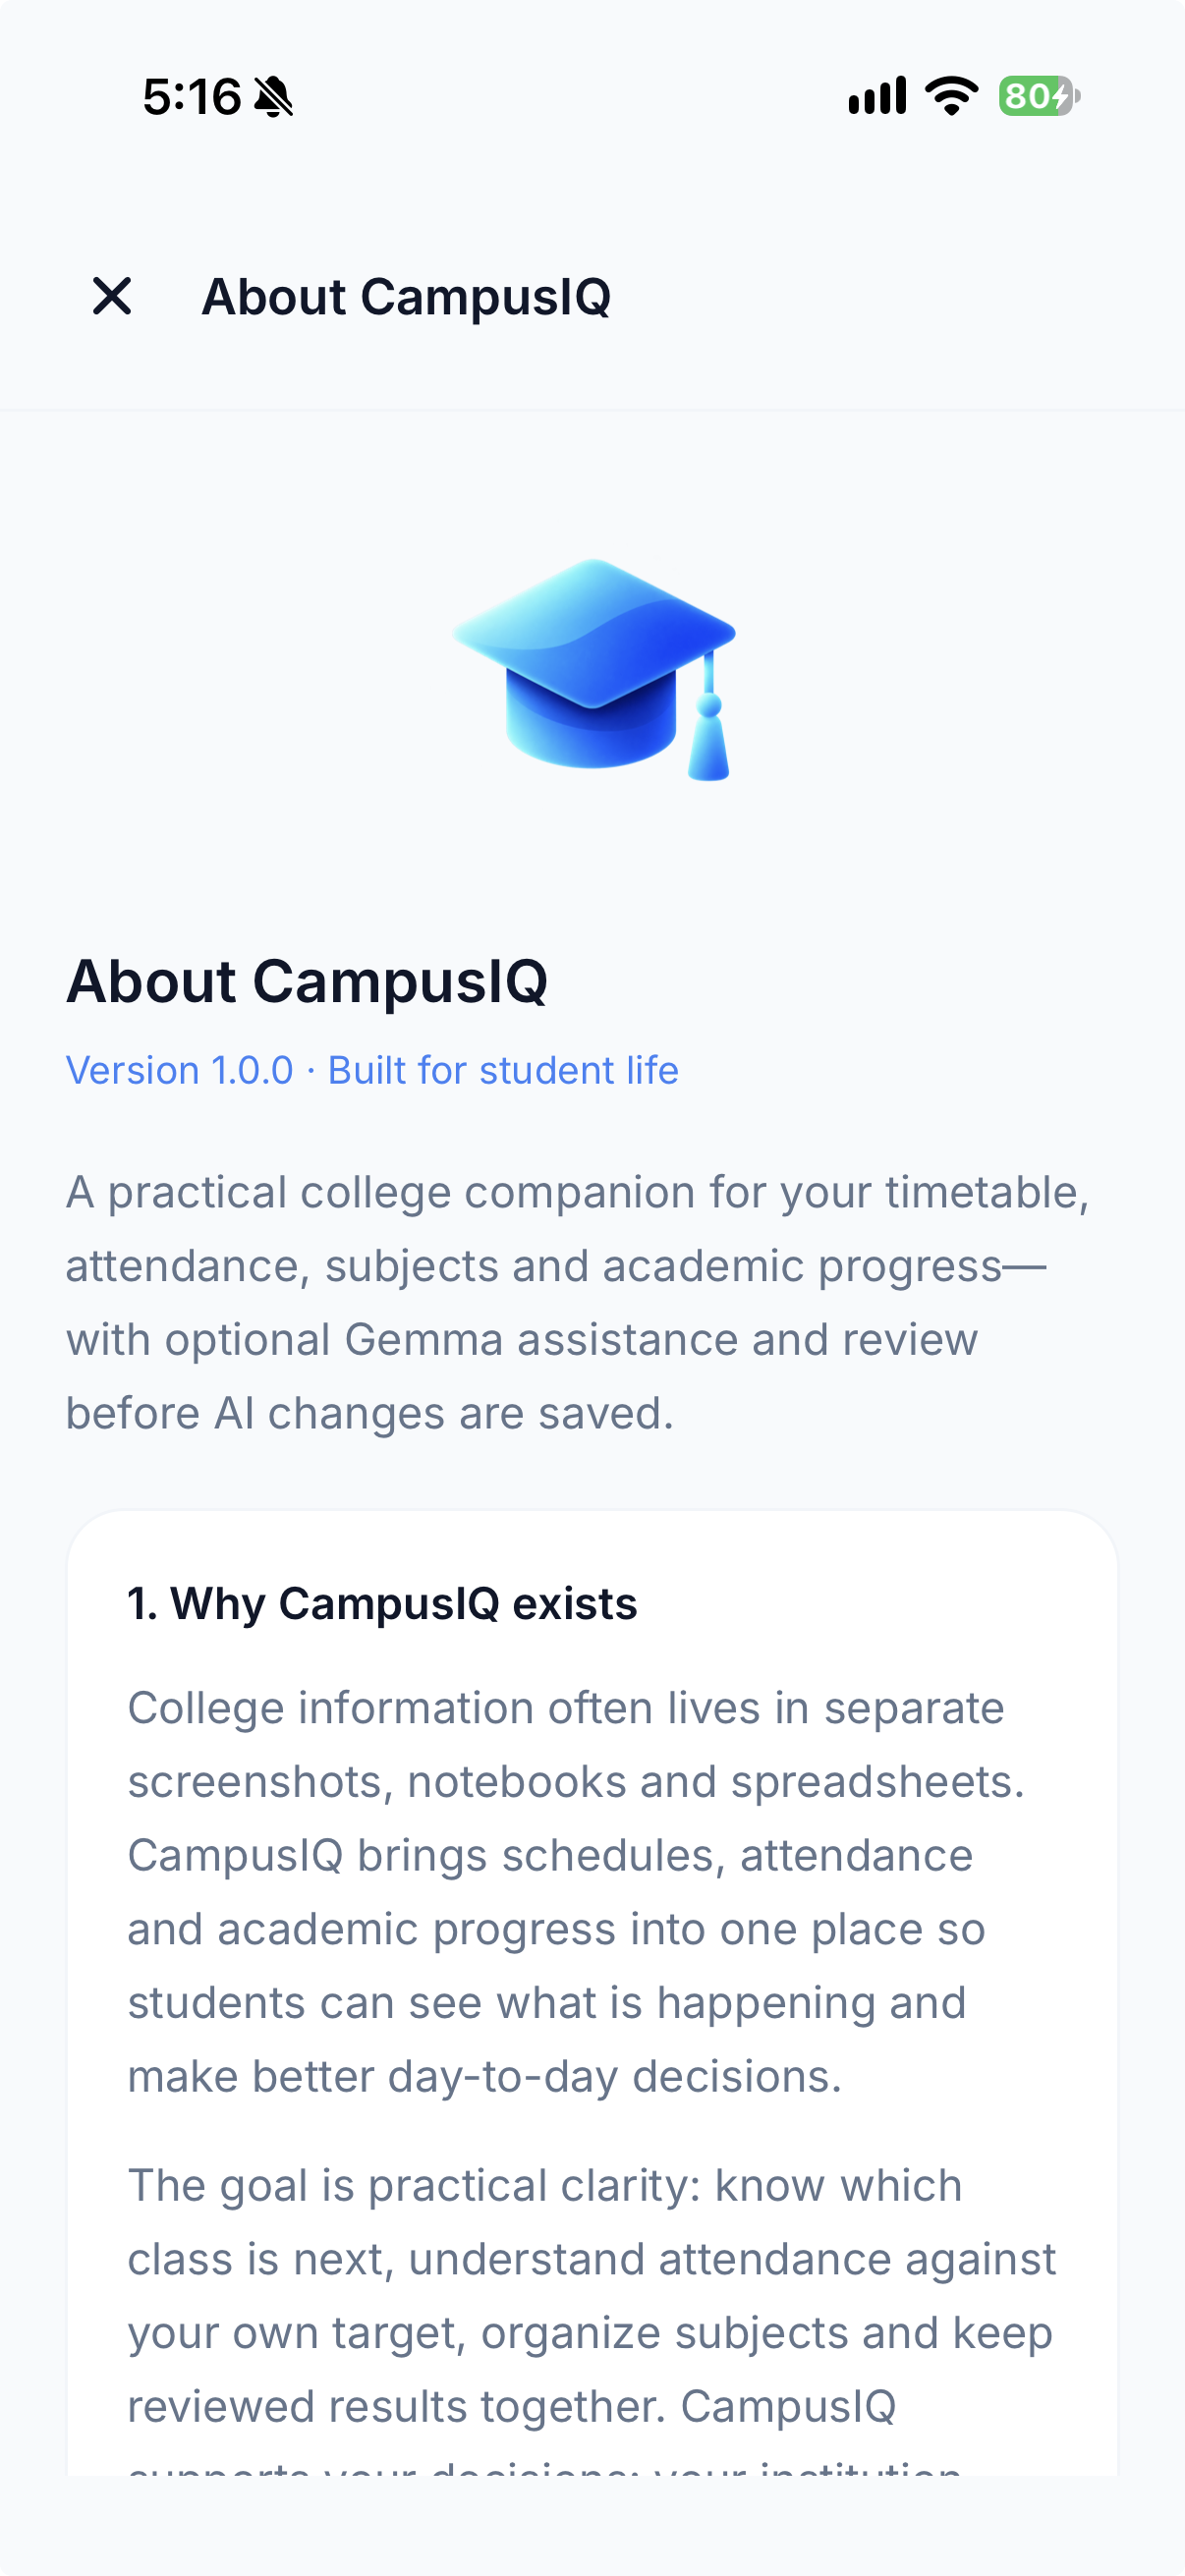 5:16
80
About CampusIQ
About CampusIQ
Version 1.0.0 · Built for student life
A practical college companion for your timetable,
attendance, subjects and academic progress—
with optional Gemma assistance and review
before AI changes are saved.
1. Why CampusIQ exists
College information often lives in separate
screenshots, notebooks and spreadsheets.
CampusIQ brings schedules, attendance
and academic progress into one place so
students can see what is happening and
make better day-to-day decisions.
The goal is practical clarity: know which
class is next, understand attendance against
your own target, organize subjects and keep
reviewed results together. CampusIQ
supports your decisions; your institution